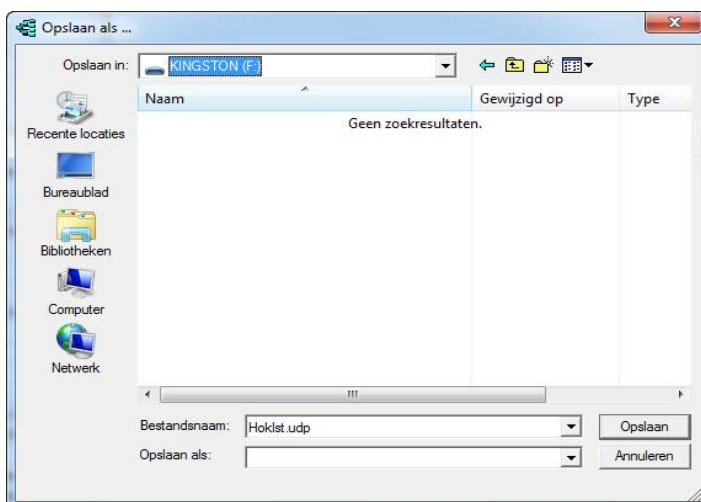 Opslaan als ...
Opslaan in: KINGSTON (F:)
Naam Gewijzigd op Type
Geen zoekresultaten.
Recente locaties
Bureaublad
Bibliotheken
Computer
Netwerk
Bestandsnaam: Hoklst.udp Opslaan
Opslaan als: Annuleren